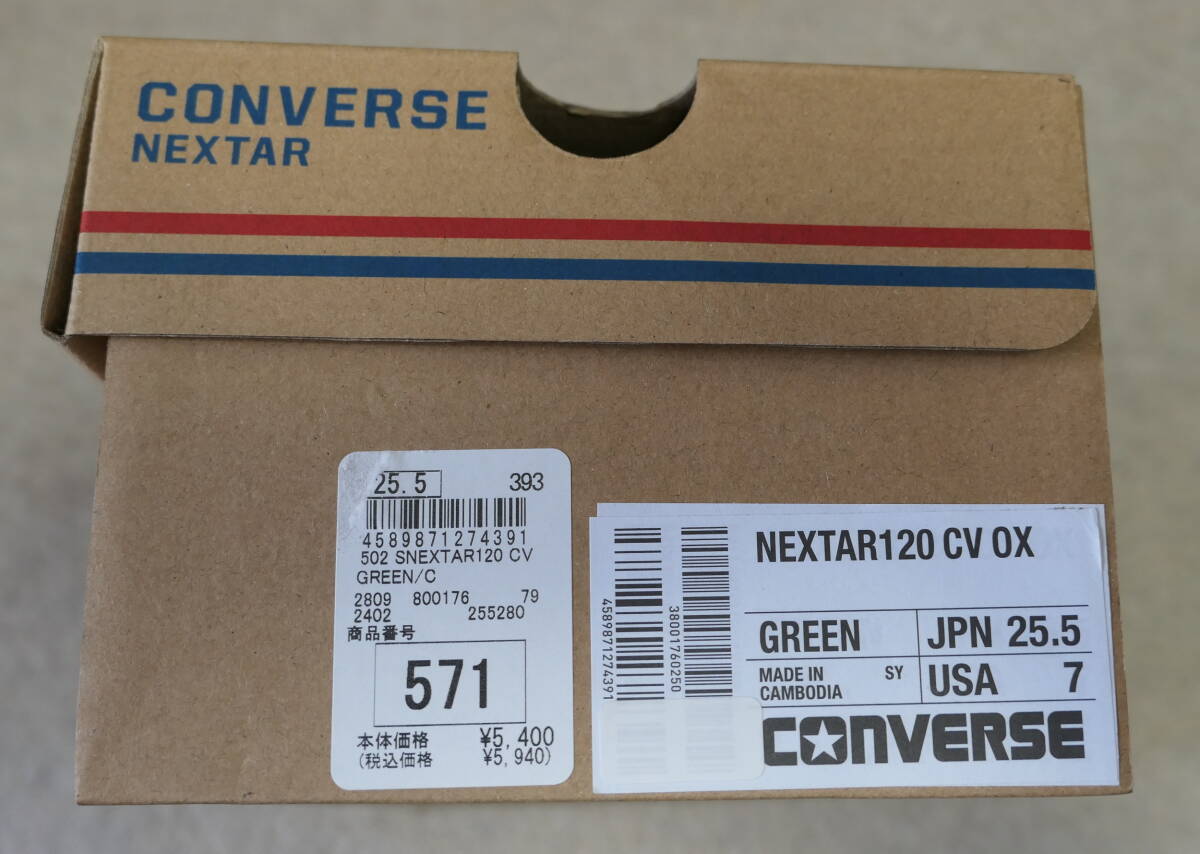 CONVERSE
NEXTAR
25.5 393
4589871274391
502 SNEXTAR120 CV
GREEN/C
2809 800176 79
2402 255280
商品番号
571
本体価格 ¥5,400
(税込価格 ¥5,940)
4589871274391
38001760250
NEXTAR120 CV OX
GREEN JPN 25.5
MADE IN CAMBODIA SY USA 7
CONVERSE